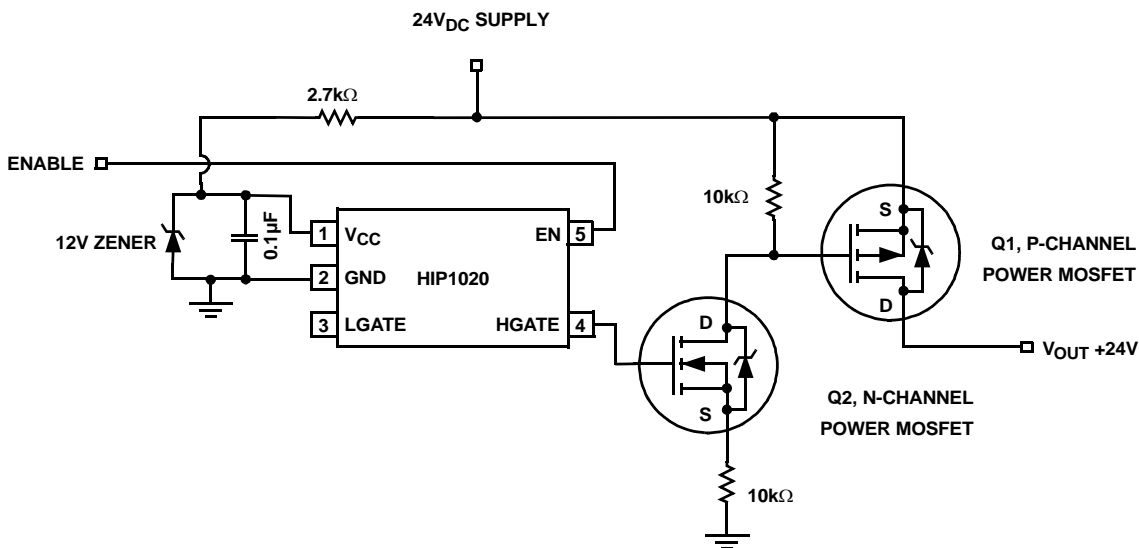 24VDC SUPPLY
2.7kΩ
ENABLE
10kΩ
S
12V ZENER
0.1µF
1 VCC
EN 5
Q1, P-CHANNEL
POWER MOSFET
2 GND
HIP1020
D
3 LGATE
HGATE 4
D
VOUT +24V
S
Q2, N-CHANNEL
POWER MOSFET
10kΩ